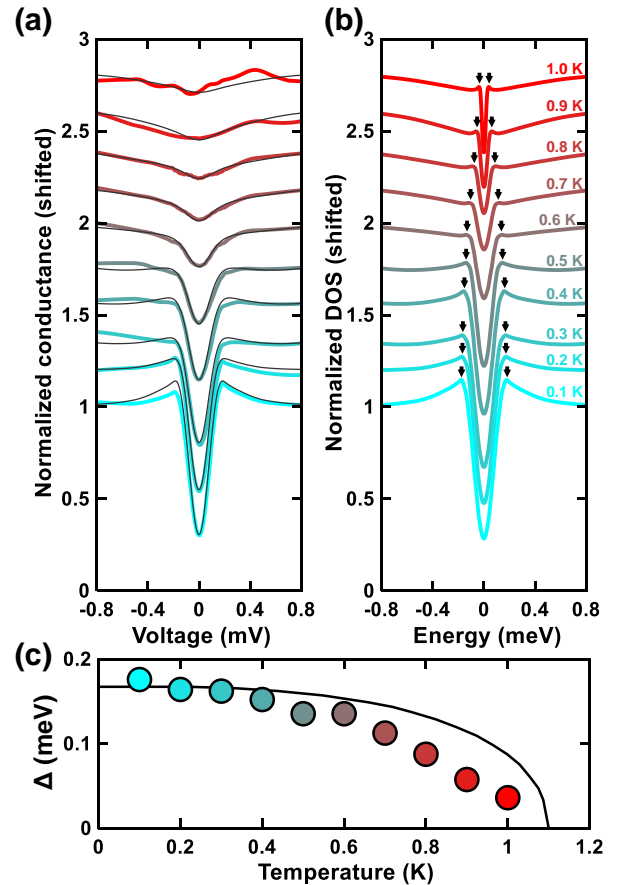 (a)
(b)
3
2.5
2
1.5
1
0.5
0
-0.8
-0.4
0
0.4
0.8
Normalized conductance (shifted)
Voltage (mV)
3
2.5
2
1.5
1
0.5
0
-0.8
-0.4
0
0.4
0.8
Normalized DOS (shifted)
Energy (meV)
1.0 K
0.9 K
0.8 K
0.7 K
0.6 K
0.5 K
0.4 K
0.3 K
0.2 K
0.1 K
(c)
0.2
0.1
0
0
0.2
0.4
0.6
0.8
1
1.2
Δ (meV)
Temperature (K)